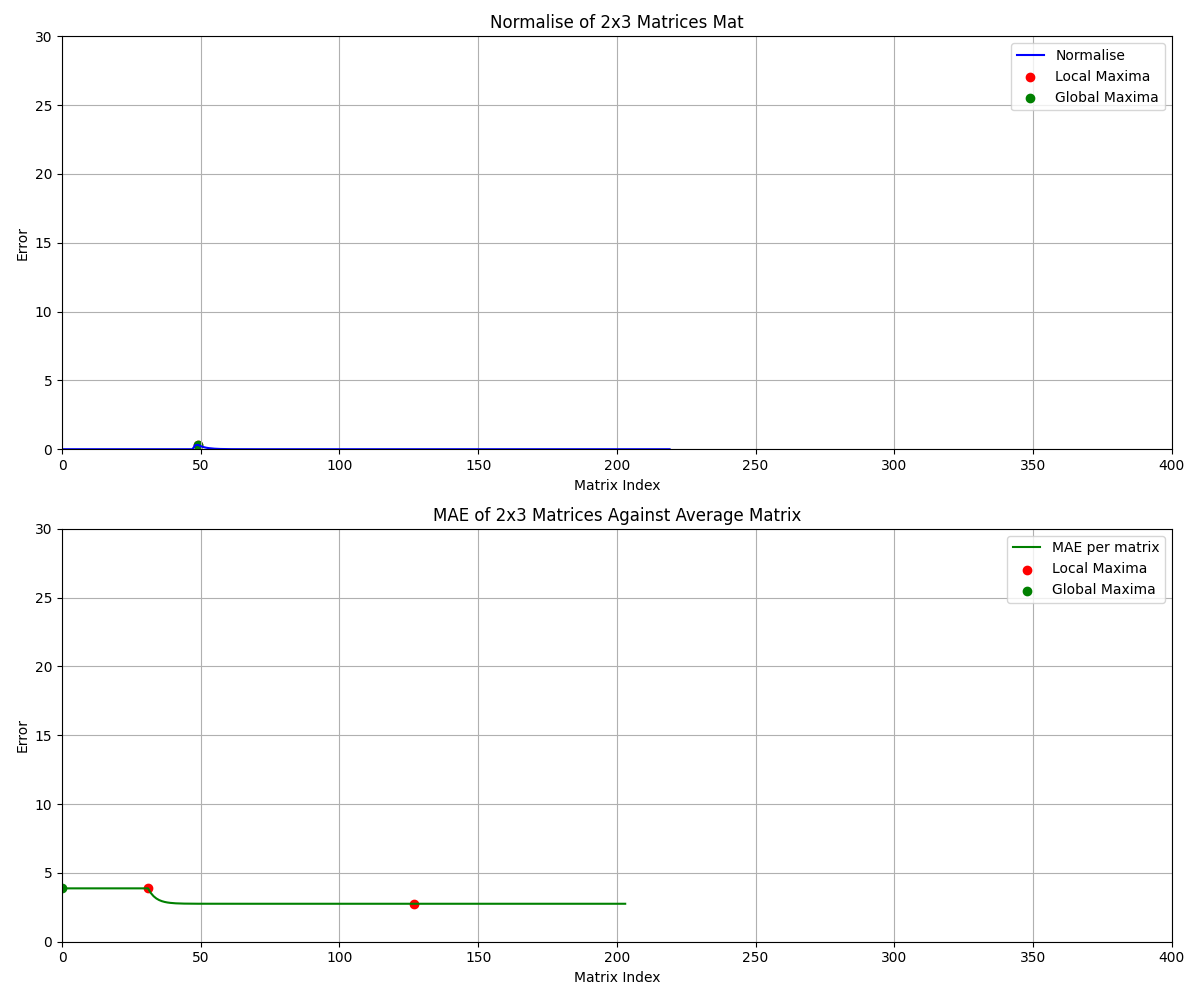 Normalise of 2x3 Matrices Mat
30
25
20
15
10
5
0
Error
Normalise
Local Maxima
Global Maxima
0 50 100 150 200 250 300 350 400
Matrix Index
MAE of 2x3 Matrices Against Average Matrix
30
25
20
15
10
5
0
Error
MAE per matrix
Local Maxima
Global Maxima
0 50 100 150 200 250 300 350 400
Matrix Index